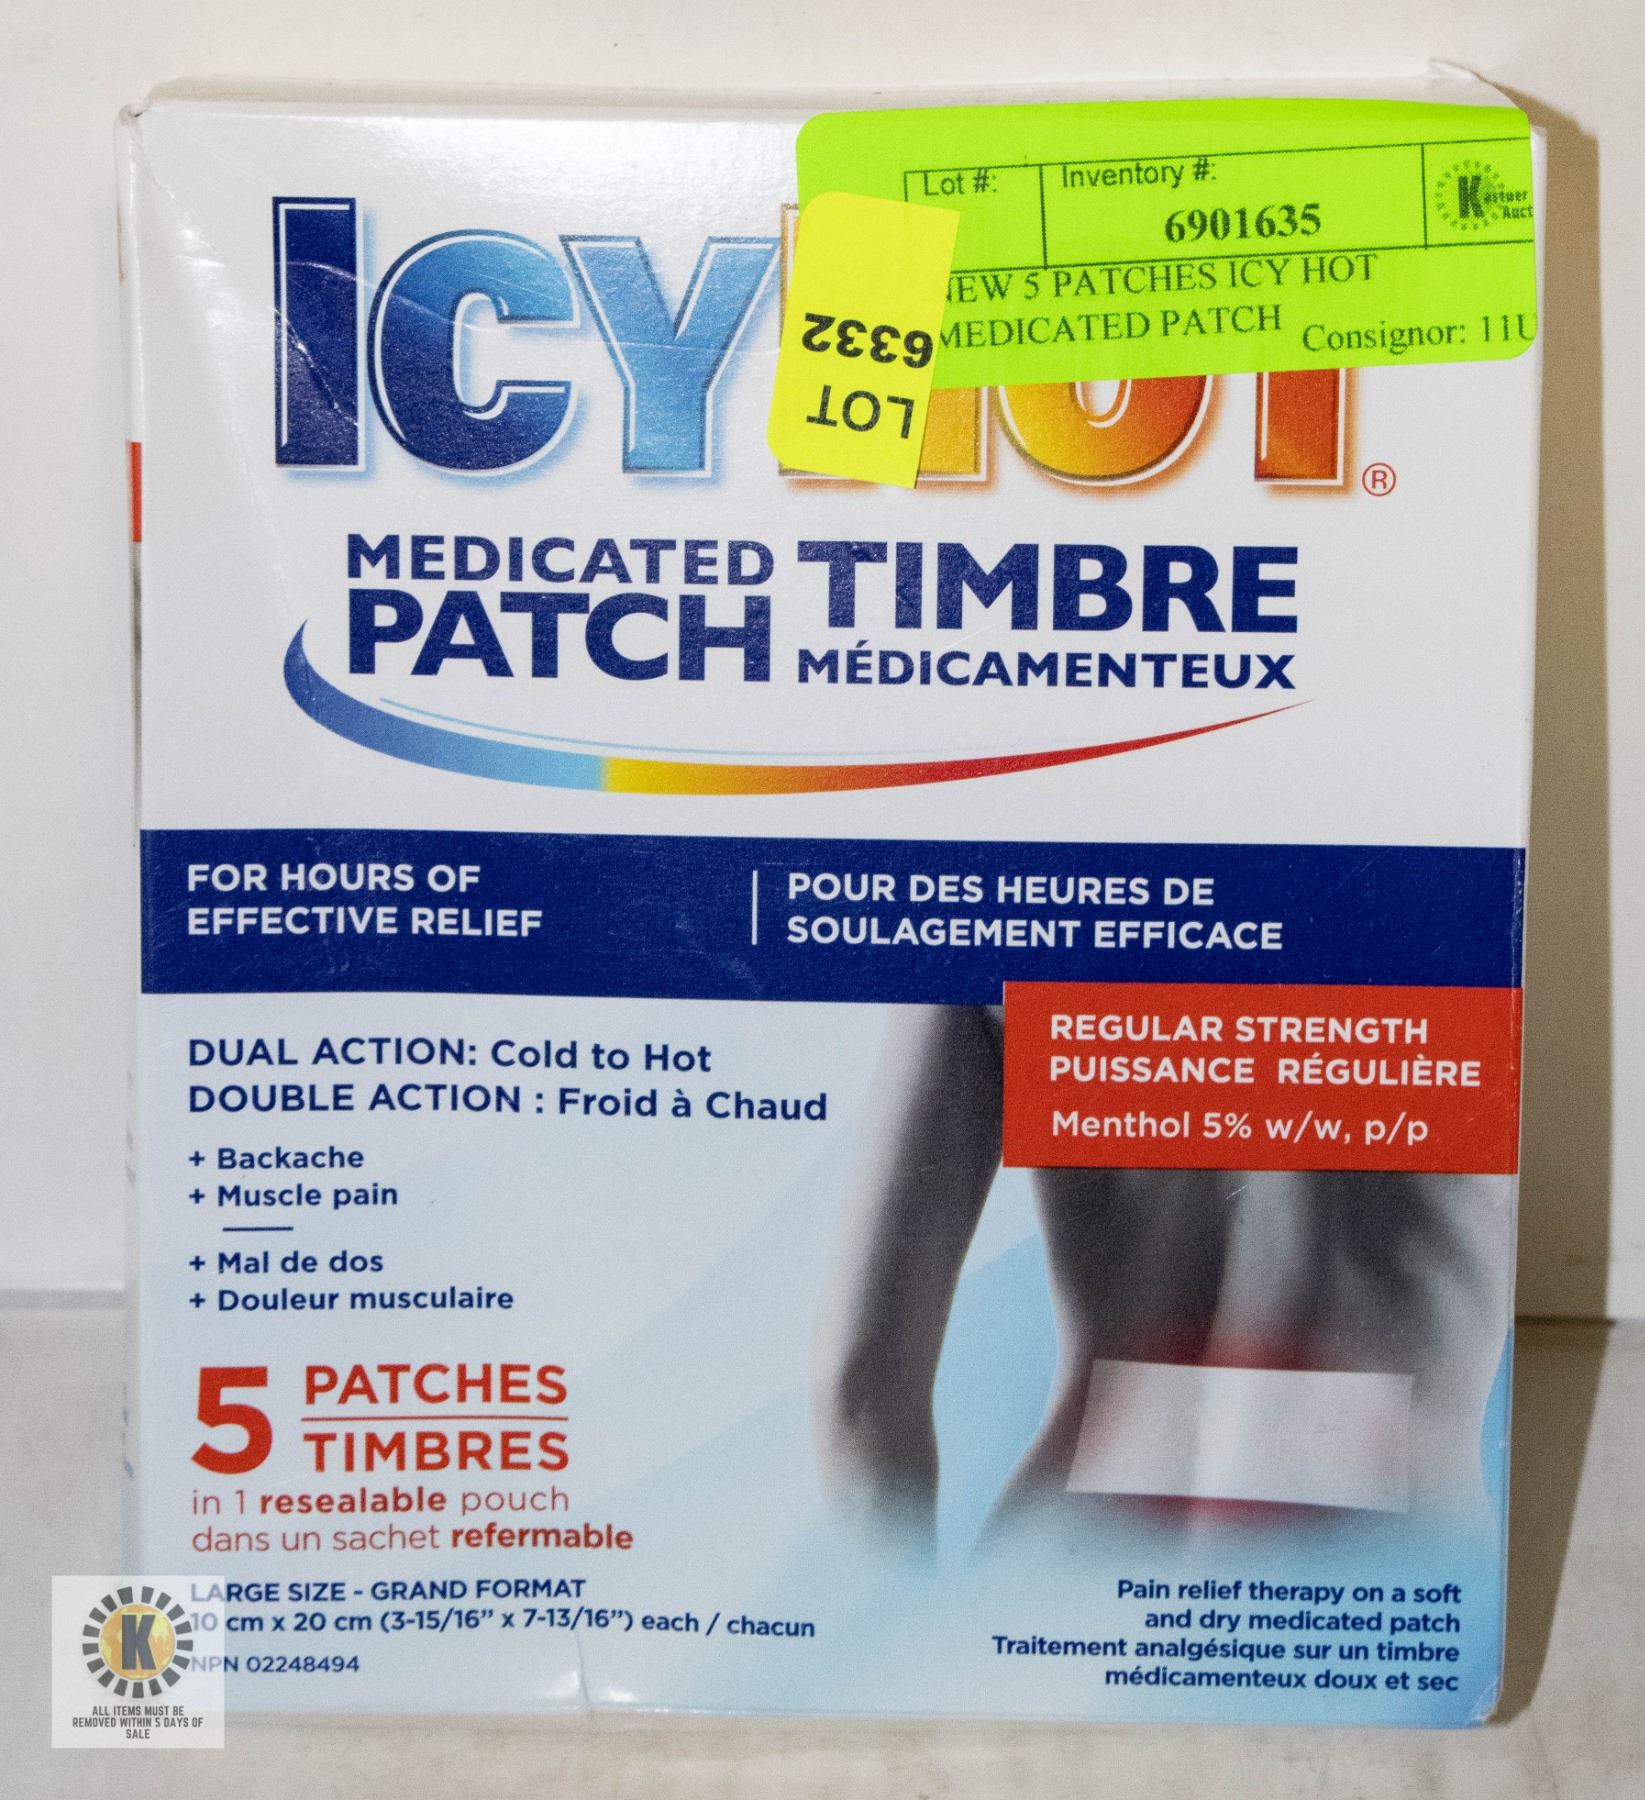 Lot #:
Inventory #:
6901635
Kastner
Auct
NEW 5 PATCHES ICY HOT
MEDICATED PATCH
Consignor: 11U
LOT
6332
ICY HOT®
MEDICATED
PATCH
TIMBRE
MÉDICAMENTEUX
FOR HOURS OF
EFFECTIVE RELIEF
POUR DES HEURES DE
SOULAGEMENT EFFICACE
REGULAR STRENGTH
PUISSANCE RÉGULIÈRE
Menthol 5% w/w, p/p
DUAL ACTION: Cold to Hot
DOUBLE ACTION : Froid à Chaud
+ Backache
+ Muscle pain
+ Mal de dos
+ Douleur musculaire
5 PATCHES
TIMBRES
in 1 resealable pouch
dans un sachet refermable
LARGE SIZE - GRAND FORMAT
10 cm x 20 cm (3-15/16” x 7-13/16”) each / chacun
NPN 02248494
Pain relief therapy on a soft
and dry medicated patch
Traitement analgésique sur un timbre
médicamenteux doux et sec
K
ALL ITEMS MUST BE
REMOVED WITHIN 5 DAYS OF
SALE